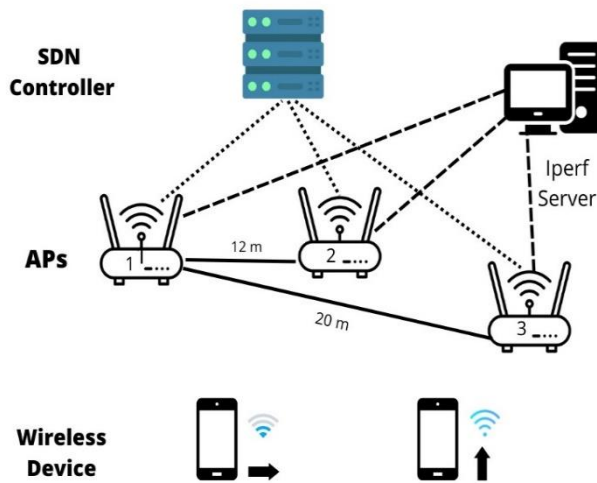 SDN
Controller
Iperf
Server
APs
1
12 m
2
20 m
3
Wireless
Device